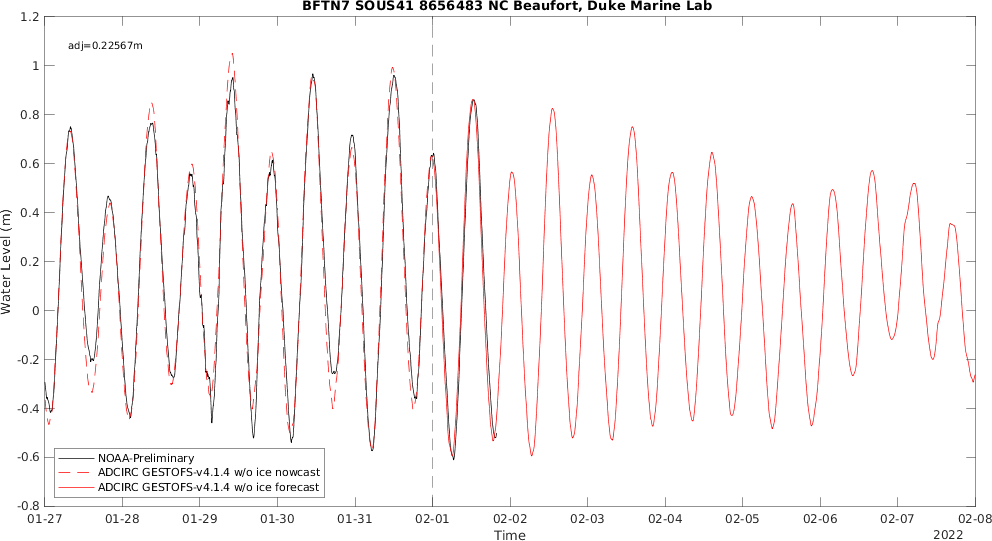 BFTN7 SOUS41 8656483 NC Beaufort, Duke Marine Lab
adj=0.22567m
Water Level (m)
1.2
1
0.8
0.6
0.4
0.2
0
-0.2
-0.4
-0.6
-0.8
NOAA-Preliminary
ADCIRC GESTOFS-v4.1.4 w/o ice nowcast
ADCIRC GESTOFS-v4.1.4 w/o ice forecast
01-27 01-28 01-29 01-30 01-31 02-01 02-02 02-03 02-04 02-05 02-06 02-07 02-08
Time
2022